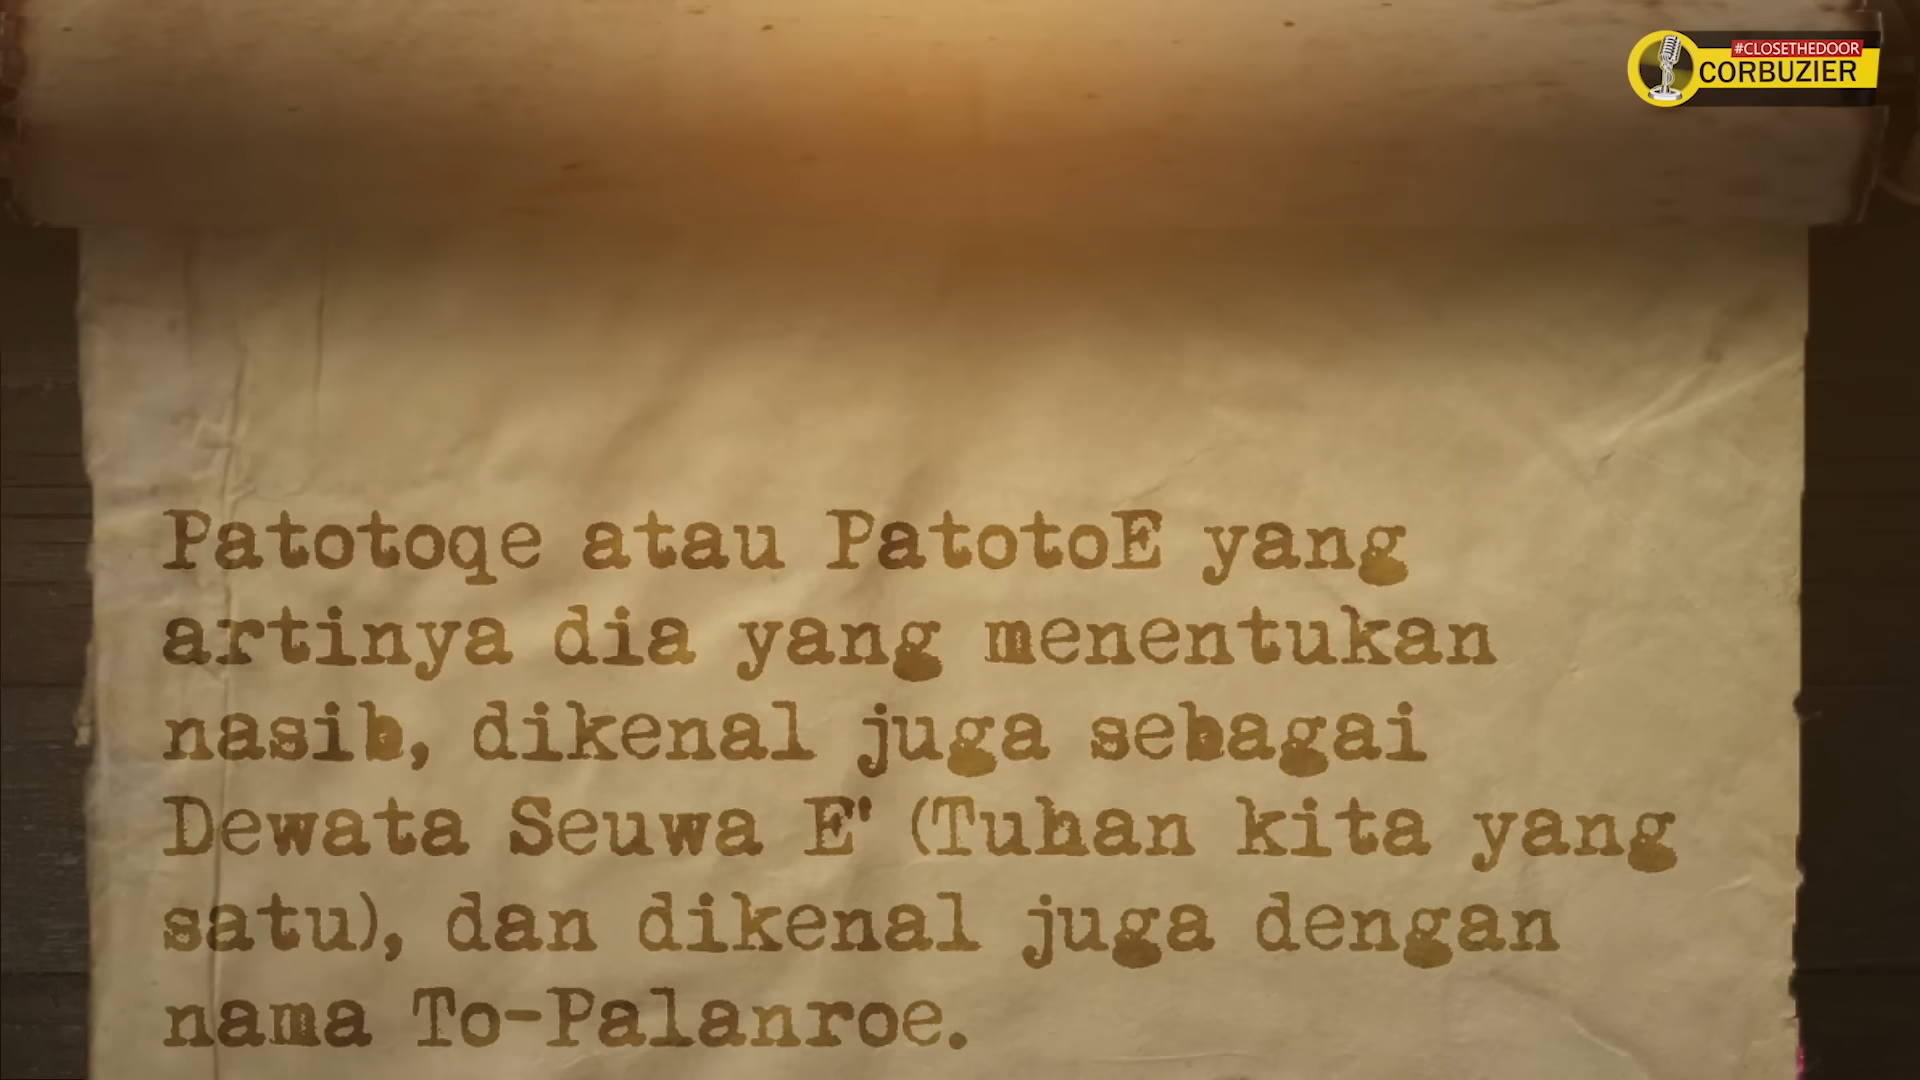 #CLOSETHEDOOR
CORBUZIER
Patotoqe atau PatotoE yang
artinya dia yang menentukan
nasib, dikenal juga sebagai
Dewata Seuwa E' (Tuhan kita yang
satu), dan dikenal juga dengan
nama To-Palanroe.